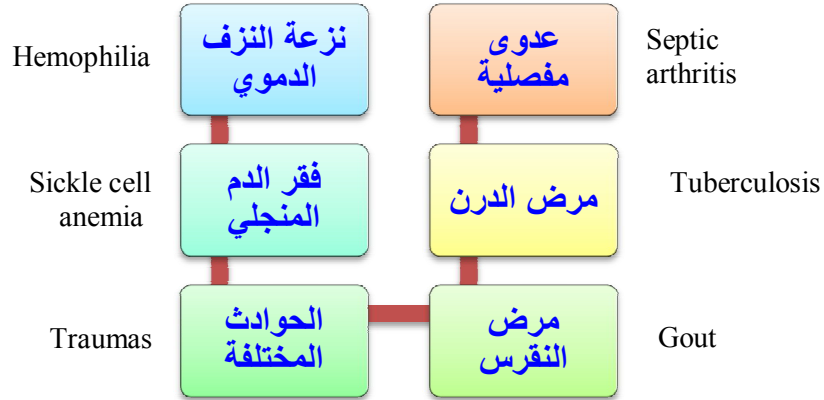 Hemophilia
نزعة النزف
الدموي
عدوى
مفصلية
Septic
arthritis
Sickle cell
anemia
فقر الدم
المنجلي
مرض الدرن
Tuberculosis
Traumas
الحوادث
المختلفة
مرض
النقرس
Gout